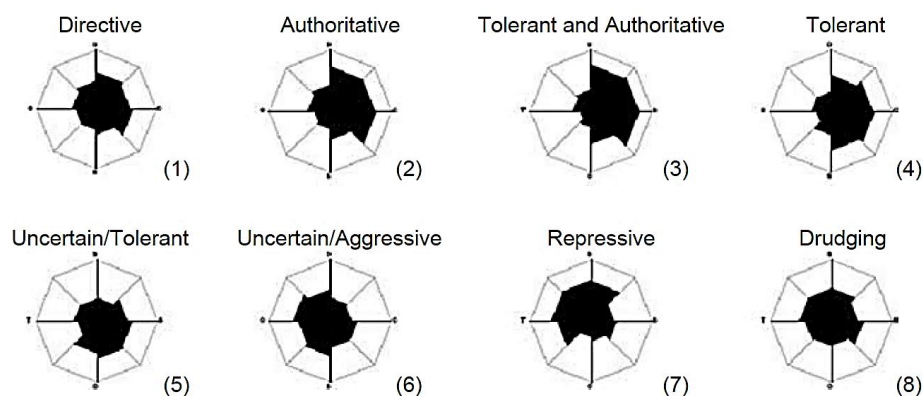 Directive
Authoritative
Tolerant and Authoritative
Tolerant
(1)
(2)
(3)
(4)
Uncertain/Tolerant
Uncertain/Aggressive
Repressive
Drudging
(5)
(6)
(7)
(8)